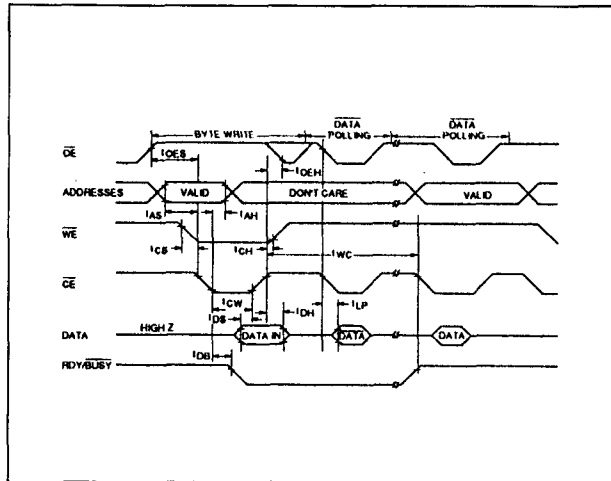 BYTE WRITE
DATA POLLING
DATA POLLING
OE
tOES
tOEH
ADDRESSES
VALID
DON'T CARE
VALID
tAS
tAH
WE
tCS
tCH
tWC
CE
tCW
tLP
tDS
tDH
DATA
HIGH Z
DATA IN
DATA
DATA
tDB
RDY/BUSY